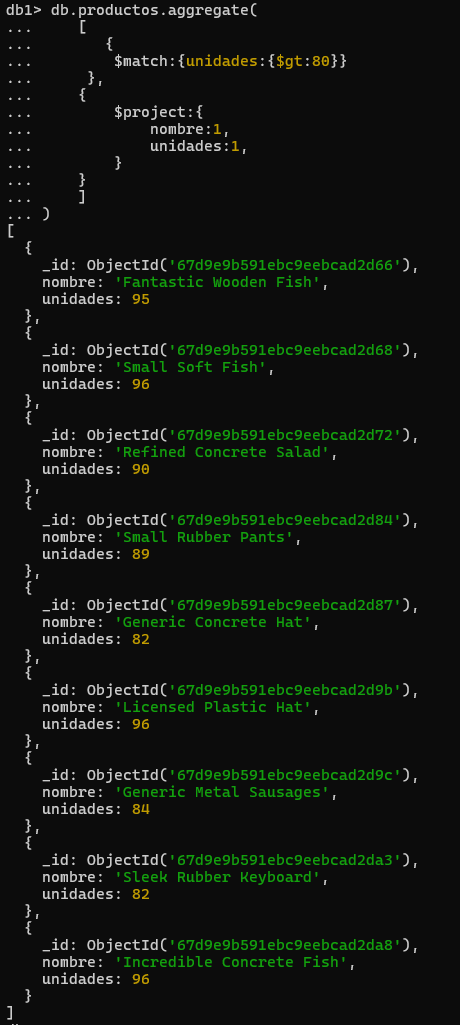 db1> db.productos.aggregate(
...     [
...        {
...         $match:{unidades:{$gt:80}}
...      },
...     {
...         $project:{
...             nombre:1,
...             unidades:1,
...         }
...     }
...     ]
... )
[
  {
    _id: ObjectId('67d9e9b591ebc9eebcad2d66'),
    nombre: 'Fantastic Wooden Fish',
    unidades: 95
  },
  {
    _id: ObjectId('67d9e9b591ebc9eebcad2d68'),
    nombre: 'Small Soft Fish',
    unidades: 96
  },
  {
    _id: ObjectId('67d9e9b591ebc9eebcad2d72'),
    nombre: 'Refined Concrete Salad',
    unidades: 90
  },
  {
    _id: ObjectId('67d9e9b591ebc9eebcad2d84'),
    nombre: 'Small Rubber Pants',
    unidades: 89
  },
  {
    _id: ObjectId('67d9e9b591ebc9eebcad2d87'),
    nombre: 'Generic Concrete Hat',
    unidades: 82
  },
  {
    _id: ObjectId('67d9e9b591ebc9eebcad2d9b'),
    nombre: 'Licensed Plastic Hat',
    unidades: 96
  },
  {
    _id: ObjectId('67d9e9b591ebc9eebcad2d9c'),
    nombre: 'Generic Metal Sausages',
    unidades: 84
  },
  {
    _id: ObjectId('67d9e9b591ebc9eebcad2da3'),
    nombre: 'Sleek Rubber Keyboard',
    unidades: 82
  },
  {
    _id: ObjectId('67d9e9b591ebc9eebcad2da8'),
    nombre: 'Incredible Concrete Fish',
    unidades: 96
  }
]